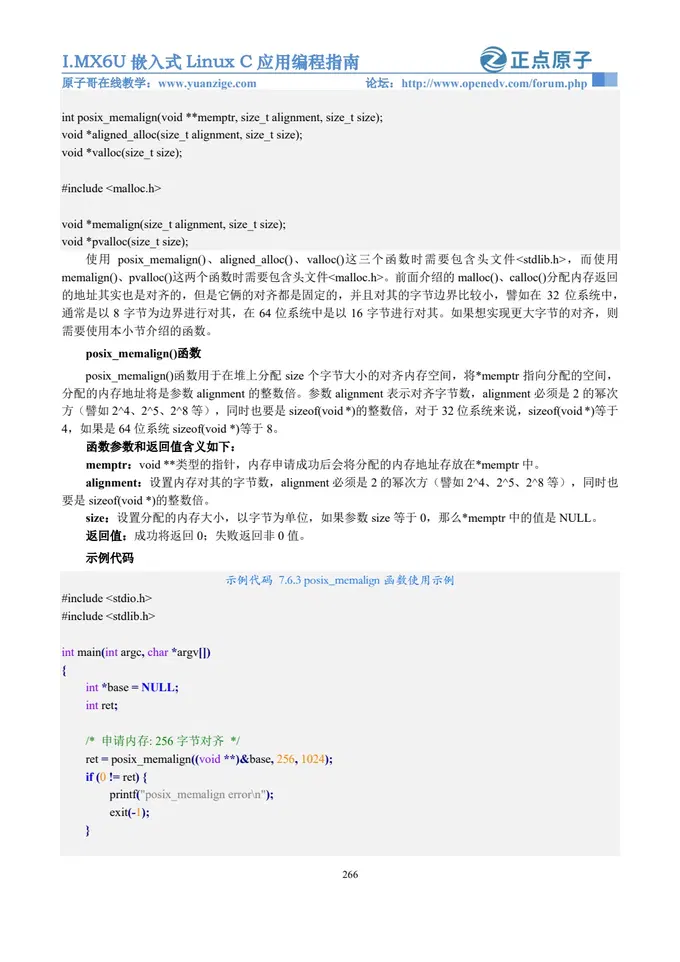 I.MX6U 嵌入式 Linux C 应用编程指南
正点原子
原子哥在线教学：www.yuanzige.com 论坛：http://www.openedv.com/forum.php
int posix_memalign(void **memptr, size_t alignment, size_t size);
void *aligned_alloc(size_t alignment, size_t size);
void *valloc(size_t size);
#include <malloc.h>
void *memalign(size_t alignment, size_t size);
void *pvalloc(size_t size);
使用 posix_memalign()、aligned_alloc()、valloc()这三个函数时需要包含头文件<stdlib.h>，而使用
memalign()、pvalloc()这两个函数时需要包含头文件<malloc.h>。前面介绍的 malloc()、calloc()分配内存返回
的地址其实也是对齐的，但是它俩的对齐都是固定的，并且对其的字节边界比较小，譬如在 32 位系统中，
通常是以 8 字节为边界进行对其，在 64 位系统中是以 16 字节进行对其。如果想实现更大字节的对齐，则
需要使用本小节介绍的函数。
posix_memalign()函数
posix_memalign()函数用于在堆上分配 size 个字节大小的对齐内存空间，将*memptr 指向分配的空间，
分配的内存地址将是参数 alignment 的整数倍。参数 alignment 表示对齐字节数，alignment 必须是 2 的幂次
方（譬如 2^4、2^5、2^8 等），同时也要是 sizeof(void *)的整数倍，对于 32 位系统来说，sizeof(void *)等于
4，如果是 64 位系统 sizeof(void *)等于 8。
函数参数和返回值含义如下：
memptr：void **类型的指针，内存申请成功后会将分配的内存地址存放在*memptr 中。
alignment：设置内存对其的字节数，alignment 必须是 2 的幂次方（譬如 2^4、2^5、2^8 等），同时也
要是 sizeof(void *)的整数倍。
size：设置分配的内存大小，以字节为单位，如果参数 size 等于 0，那么*memptr 中的值是 NULL。
返回值：成功将返回 0；失败返回非 0 值。
示例代码
示例代码 7.6.3 posix_memalign 函数使用示例
#include <stdio.h>
#include <stdlib.h>
int main(int argc, char *argv[])
{
int *base = NULL;
int ret;
/* 申请内存: 256 字节对齐 */
ret = posix_memalign((void **)&base, 256, 1024);
if (0 != ret) {
printf("posix_memalign error\n");
exit(-1);
}
266